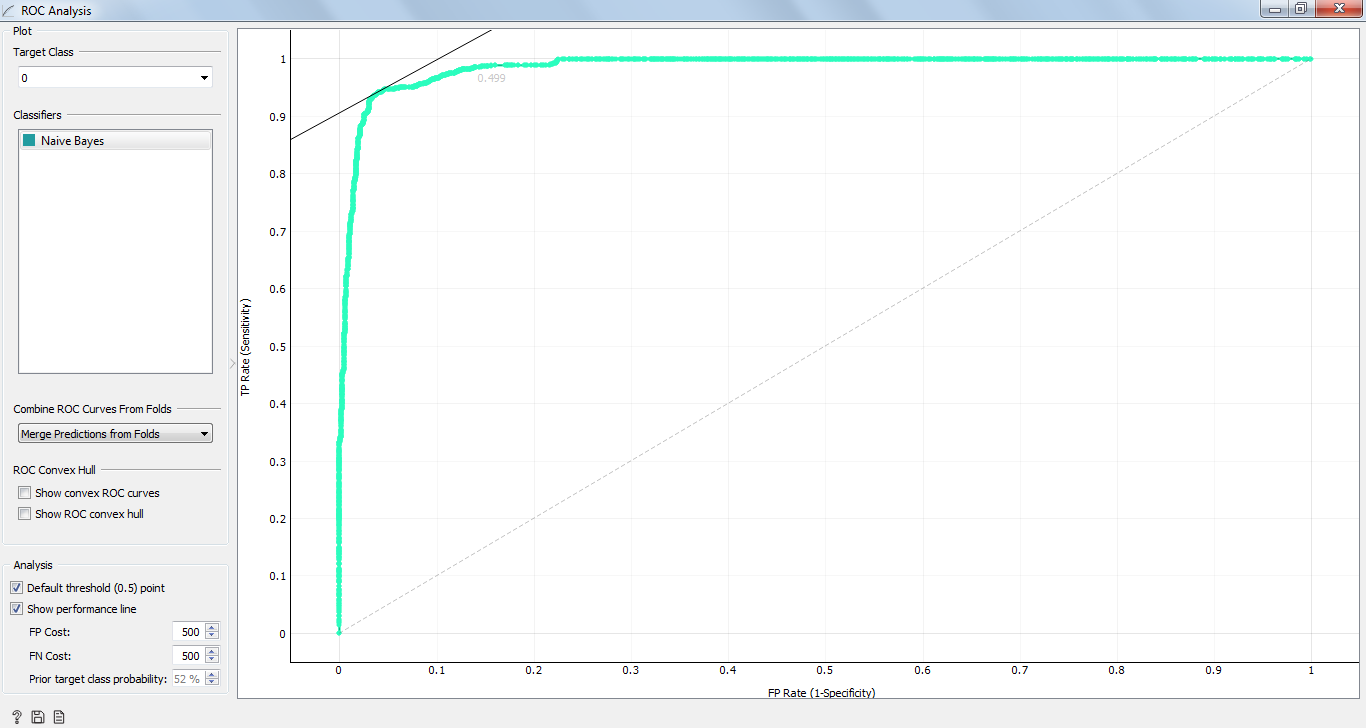 ROC Analysis
Plot
Target Class
0
Classifiers
Naive Bayes
Combine ROC Curves From Folds
Merge Predictions from Folds
ROC Convex Hull
Show convex ROC curves
Show ROC convex hull
Analysis
Default threshold (0.5) point
Show performance line
FP Cost: 500
FN Cost: 500
Prior target class probability: 52 %
TP Rate (Sensitivity)
1
0.9
0.8
0.7
0.6
0.5
0.4
0.3
0.2
0.1
0
0.499
0 0.1 0.2 0.3 0.4 0.5 0.6 0.7 0.8 0.9 1
FP Rate (1-Specificity)